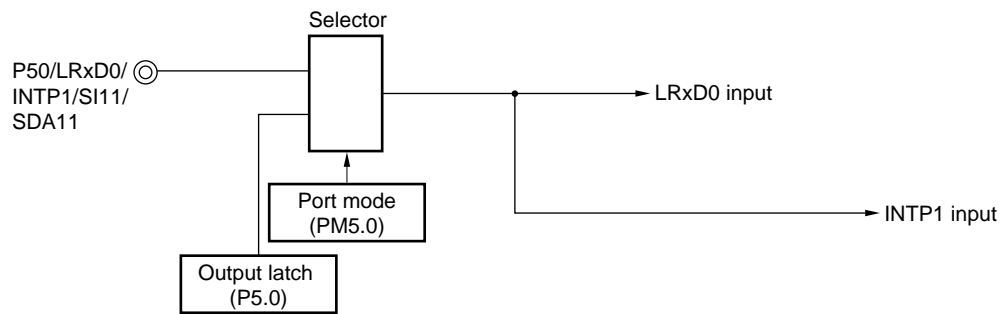 Selector
P50/LRxD0/
INTP1/SI11/
SDA11
LRxD0 input
Port mode
(PM5.0)
INTP1 input
Output latch
(P5.0)